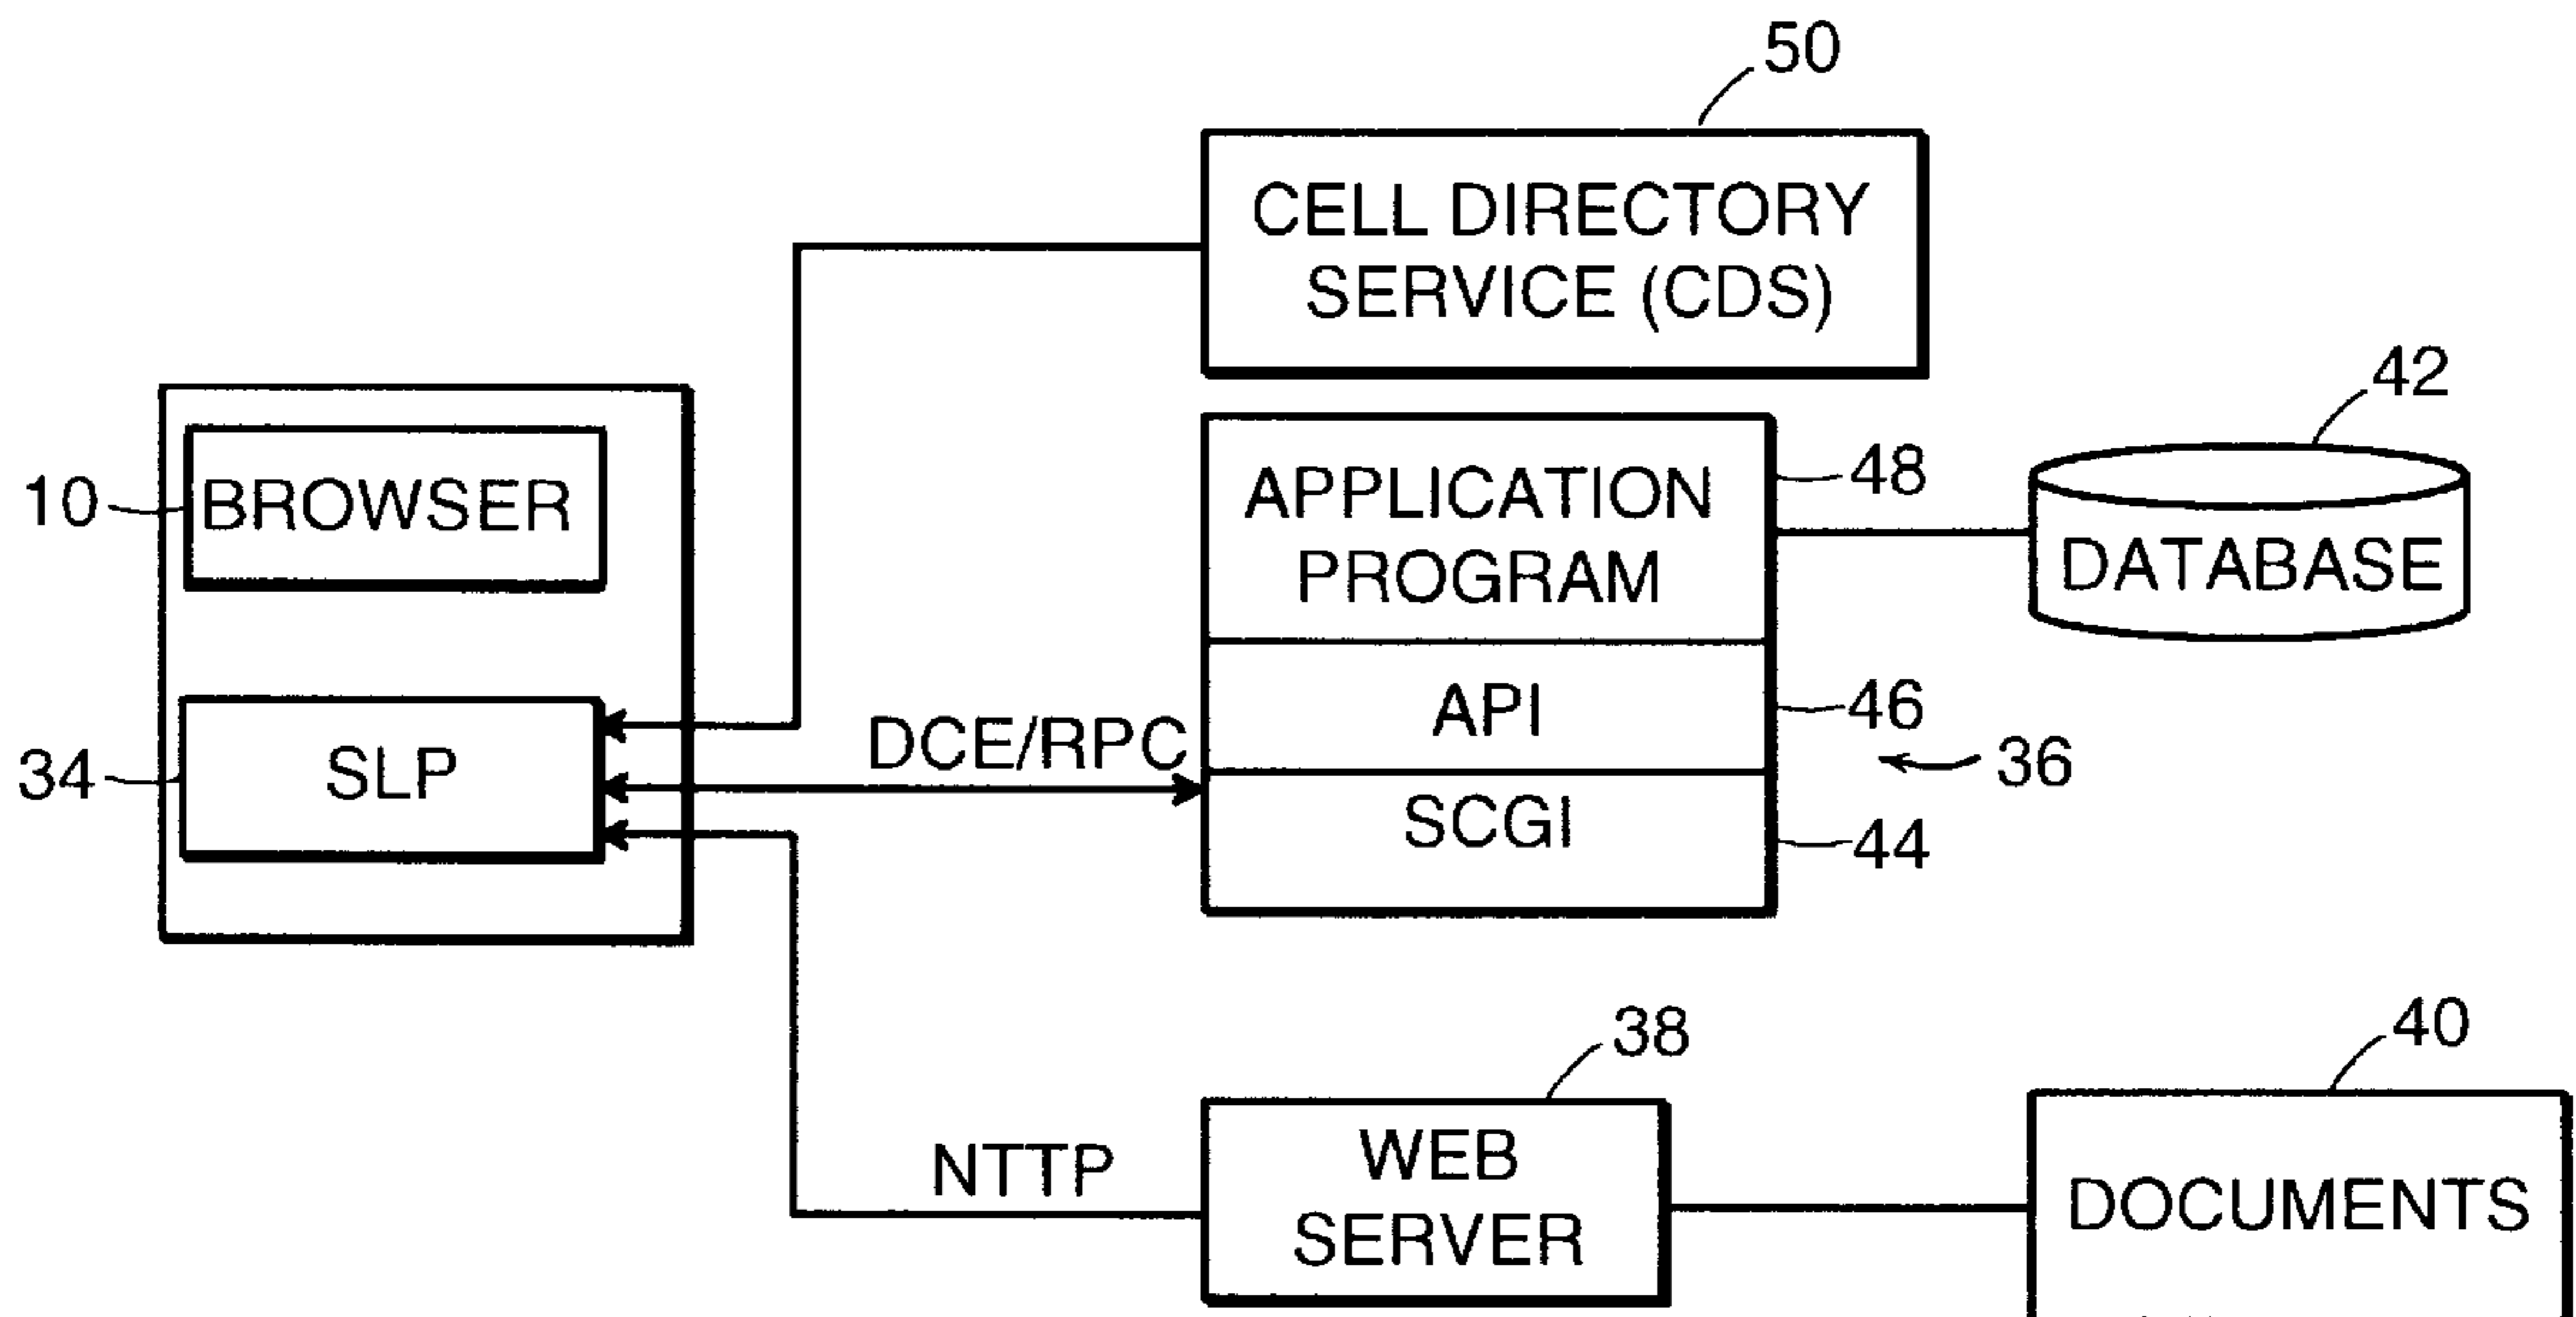 50
CELL DIRECTORY
SERVICE (CDS)
42
10
BROWSER
APPLICATION
PROGRAM
48
DATABASE
34
SLP
DCE/RPC
API
46
36
SCGI
44
38
40
NTTP
WEB
SERVER
DOCUMENTS